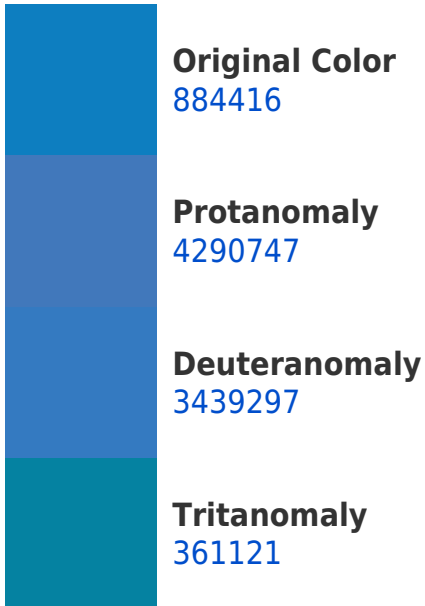 Original Color
884416
Protanomaly
4290747
Deuteranomaly
3439297
Tritanomaly
361121